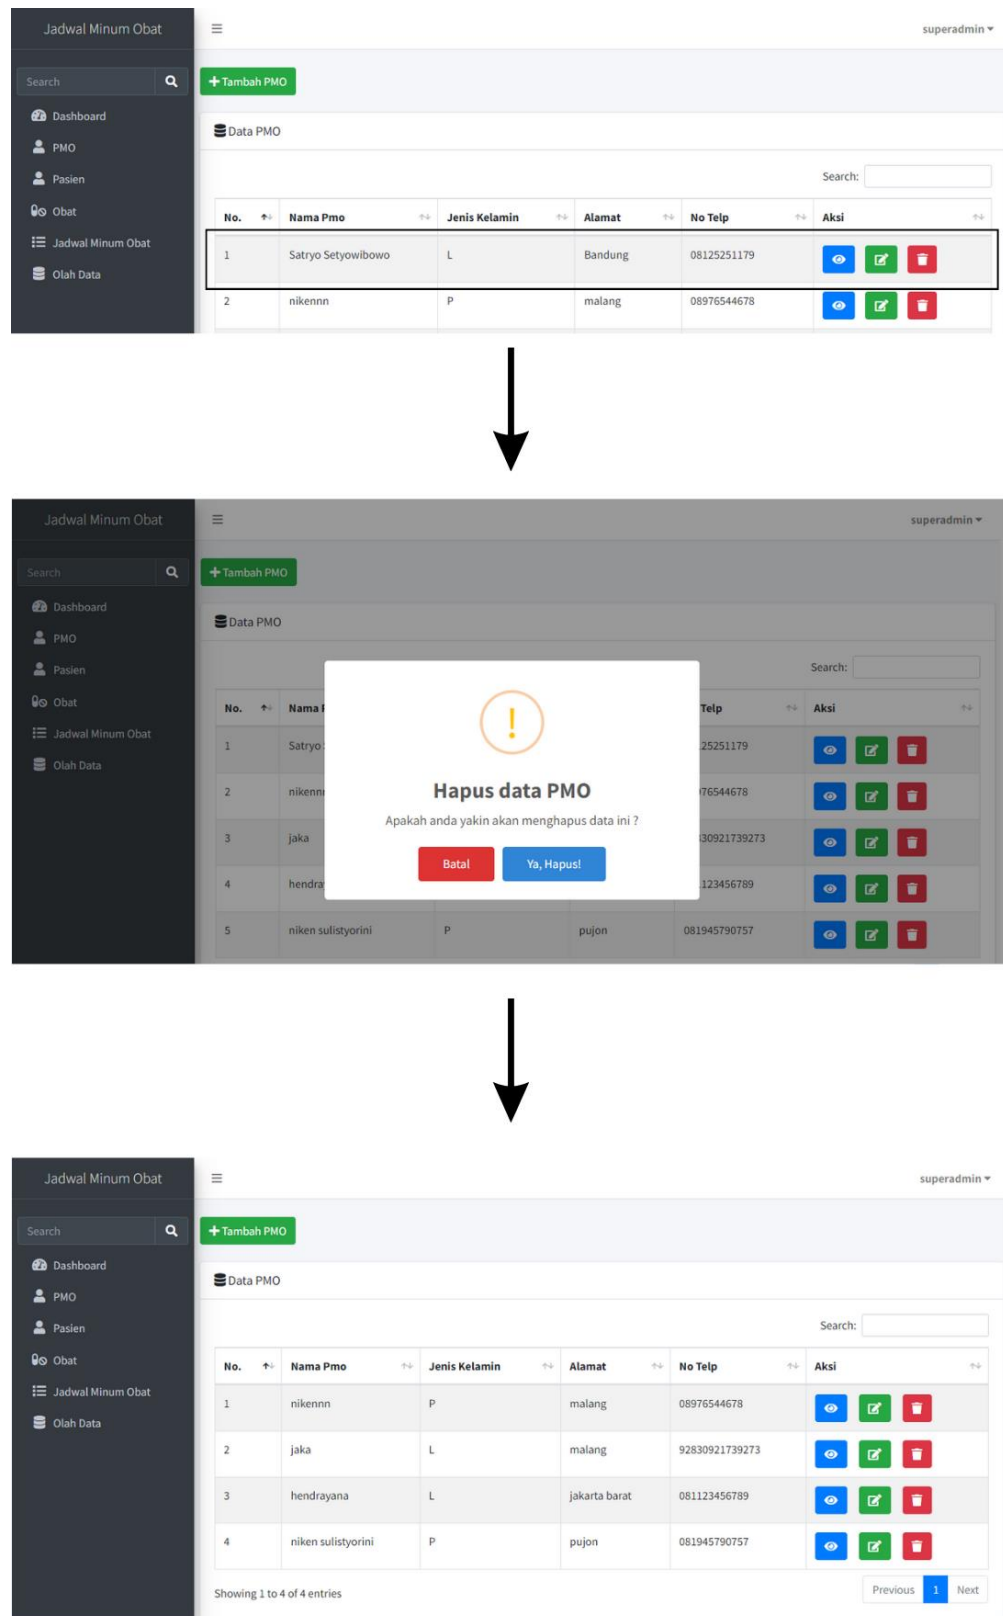 Jadwal Minum Obat
superadmin
Search
Tambah PMO
Dashboard
Data PMO
PMO
Pasien
Search:
Obat
No. Nama Pmo Jenis Kelamin Alamat No Telp Aksi
Jadwal Minum Obat
1 Satryo Setyowibowo L Bandung 08125251179
Olah Data
2 nikennn P malang 08976544678
Jadwal Minum Obat
superadmin
Search
Tambah PMO
Dashboard
Data PMO
PMO
Pasien
Search:
Obat
No. Nama Telp Aksi
Jadwal Minum Obat
1 Satryo 25251179
Olah Data
2 nikenn 76544678
Hapus data PMO
Apakah anda yakin akan menghapus data ini ?
3 jaka 30921739273
Batal Ya, Hapus!
4 hendra 123456789
5 niken sulistyorini P pujon 081945790757
Jadwal Minum Obat
superadmin
Search
Tambah PMO
Dashboard
Data PMO
PMO
Pasien
Search:
Obat
No. Nama Pmo Jenis Kelamin Alamat No Telp Aksi
Jadwal Minum Obat
1 nikennn P malang 08976544678
Olah Data
2 jaka L malang 92830921739273
3 hendrayana L jakarta barat 081123456789
4 niken sulistyorini P pujon 081945790757
Showing 1 to 4 of 4 entries
Previous 1 Next